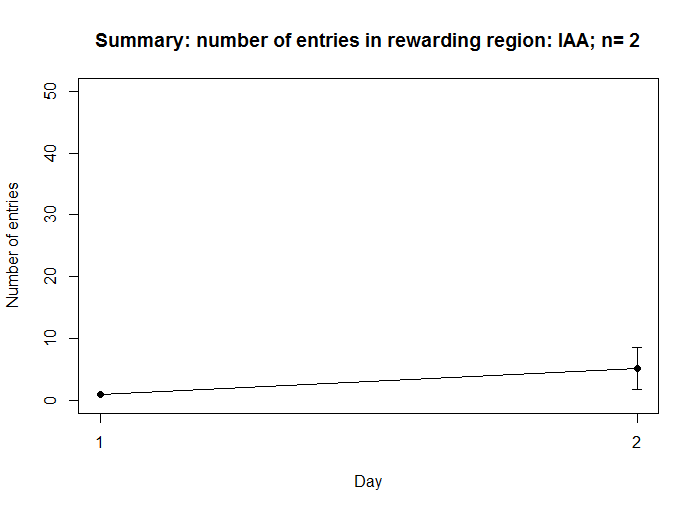 Summary: number of entries in rewarding region: IAA; n= 2
Number of entries
50
40
30
20
10
0
1 2
Day